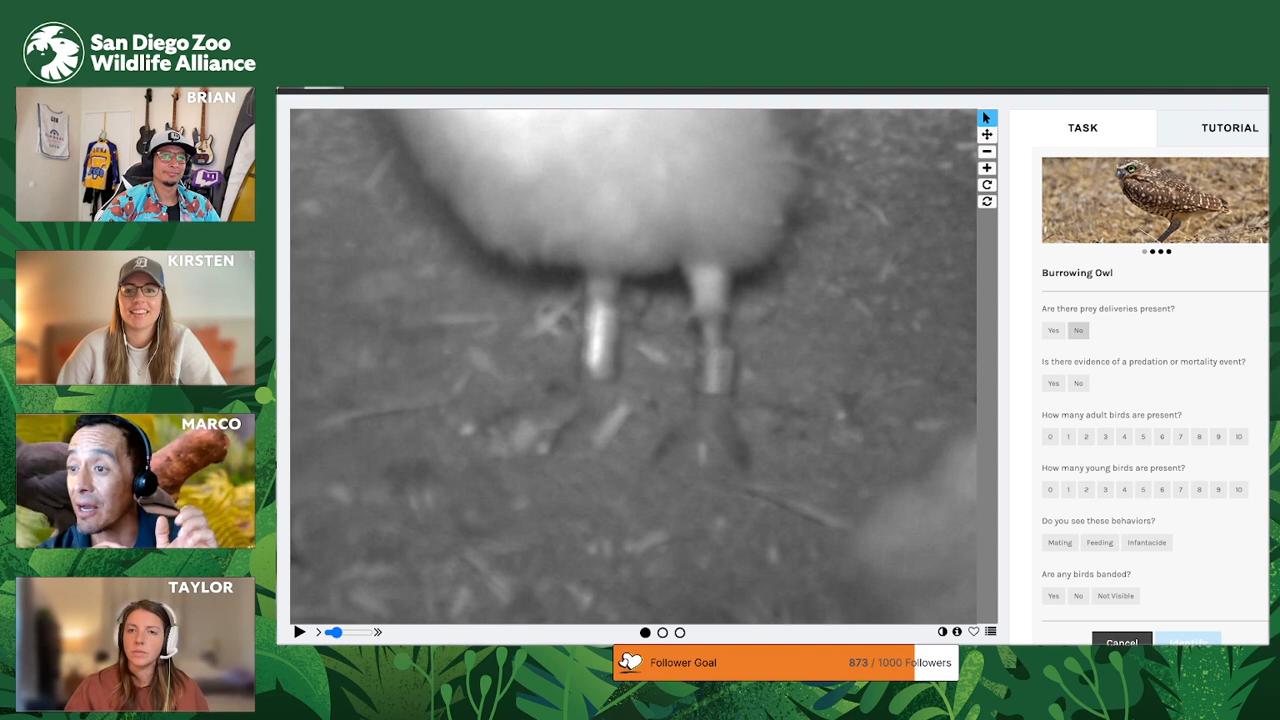 San Diego Zoo
Wildlife Alliance
BRIAN
KIRSTEN
MARCO
TAYLOR
TASK
TUTORIAL
Burrowing Owl
Are there prey deliveries present?
Yes No
Is there evidence of a predation or mortality event?
Yes No
How many adult birds are present?
0 1 2 3 4 5 6 7 8 9 10
How many young birds are present?
0 1 2 3 4 5 6 7 8 9 10
Do you see these behaviors?
Mating Feeding Infantacide
Are any birds banded?
Yes No Not Visible
Cancel Identify
Follower Goal 873 / 1000 Followers